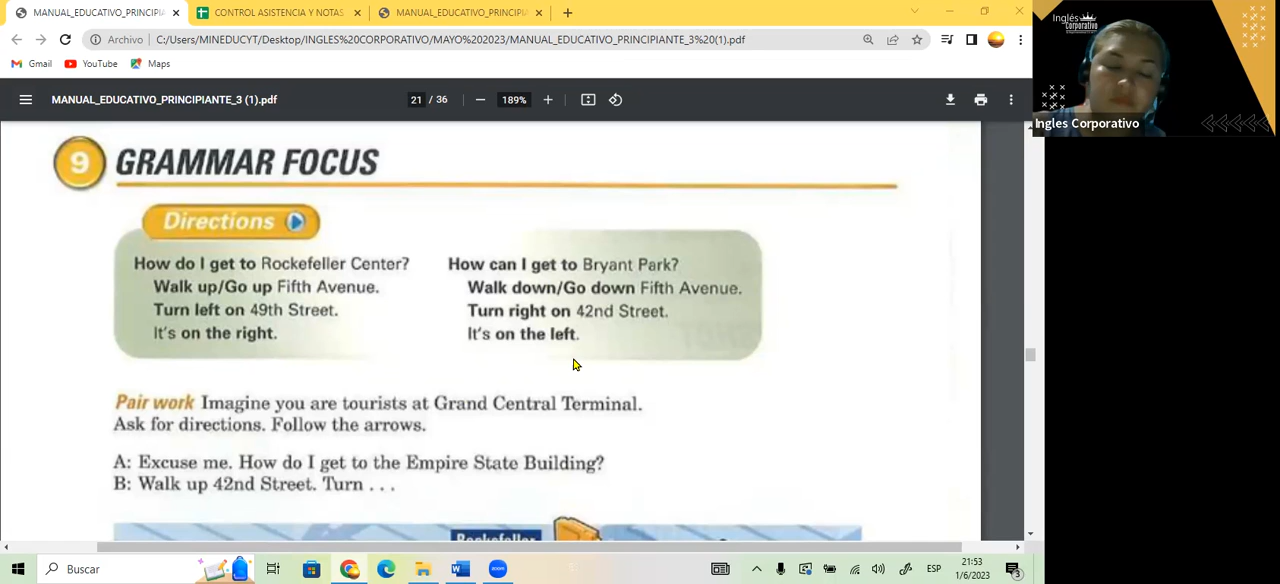 MANUAL_EDUCATIVO_PRINCIPIA
CONTROL ASISTENCIA Y NOTAS
MANUAL_EDUCATIVO_PRINCIPIA
Archivo
C:/Users/MINEDUCYT/Desktop/INGLES%20CORPORATIVO/MAYO%202023/MANUAL_EDUCATIVO_PRINCIPIANTE_3%20(1).pdf
Gmail
YouTube
Maps
MANUAL_EDUCATIVO_PRINCIPIANTE_3 (1).pdf
21 / 36
189%
Inglés
Corporativo
Ingles Corporativo
9 GRAMMAR FOCUS
Directions
How do I get to Rockefeller Center?
Walk up/Go up Fifth Avenue.
Turn left on 49th Street.
It's on the right.
How can I get to Bryant Park?
Walk down/Go down Fifth Avenue.
Turn right on 42nd Street.
It's on the left.
Pair work Imagine you are tourists at Grand Central Terminal.
Ask for directions. Follow the arrows.
A: Excuse me. How do I get to the Empire State Building?
B: Walk up 42nd Street. Turn . . .
Rockefeller
Buscar
ESP
21:53
1/6/2023